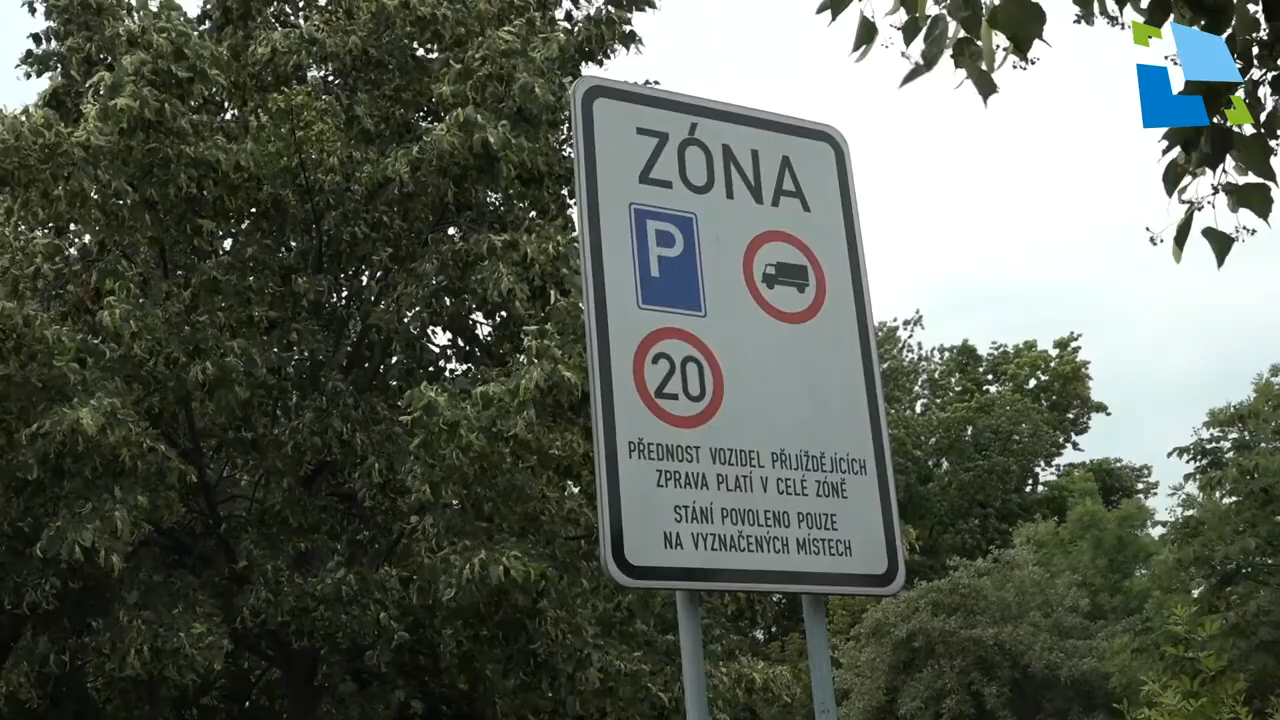 ZÓNA
P
20
PŘEDNOST VOZIDEL PŘIJÍŽDĚJÍCÍCH
ZPRAVA PLATÍ V CELÉ ZÓNĚ
STÁNÍ POVOLENO POUZE
NA VYZNAČENÝCH MÍSTECH